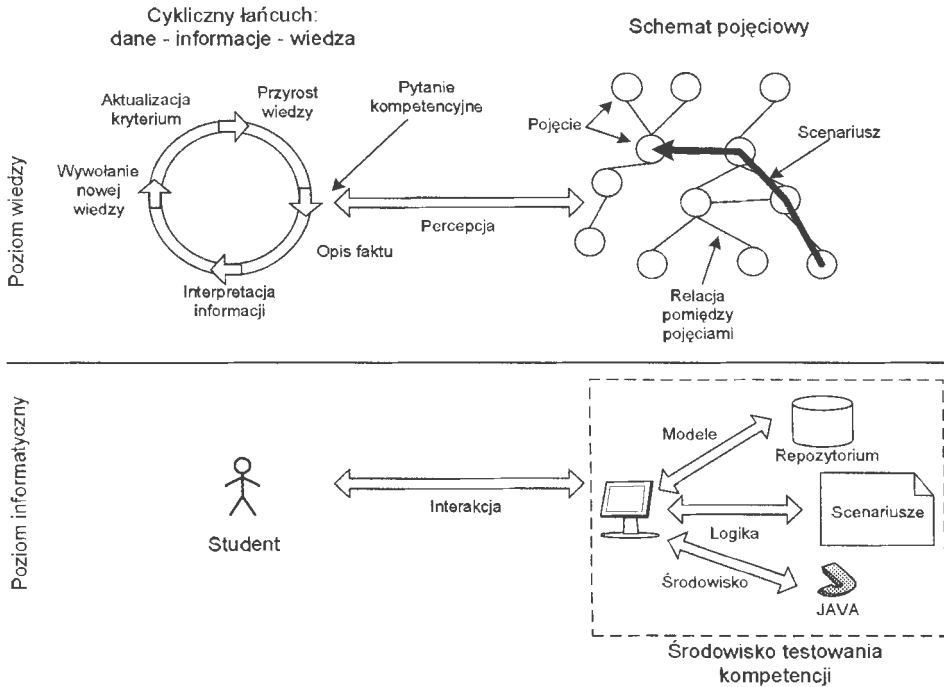 Cykliczny łańcuch:
dane - informacje - wiedza
Schemat pojęciowy
Poziom wiedzy
Aktualizacja
kryterium
Przyrost
wiedzy
Pytanie
kompetencyjne
Wywołanie
nowej
wiedzy
Opis faktu
Interpretacja
informacji
Percepcja
Pojęcie
Scenariusz
Relacja
pomiędzy
pojęciami
Poziom informatyczny
Student
Interakcja
Modele
Repozytorium
Logika
Scenariusze
Środowisko
JAVA
Środowisko testowania
kompetencji